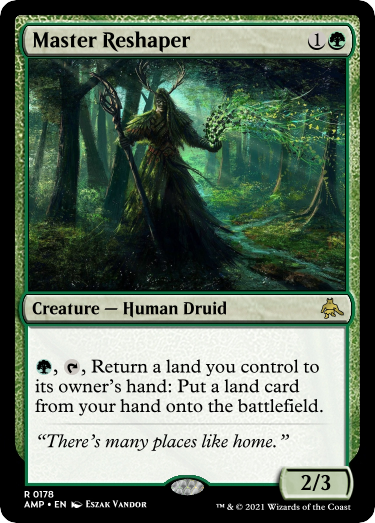 Master Reshaper 1
Creature — Human Druid
, , Return a land you control to
its owner's hand: Put a land card
from your hand onto the battlefield.
“There's many places like home.”
2/3
R 0178
AMP • EN Eszak Vandor
™ & © 2021 Wizards of the Coast